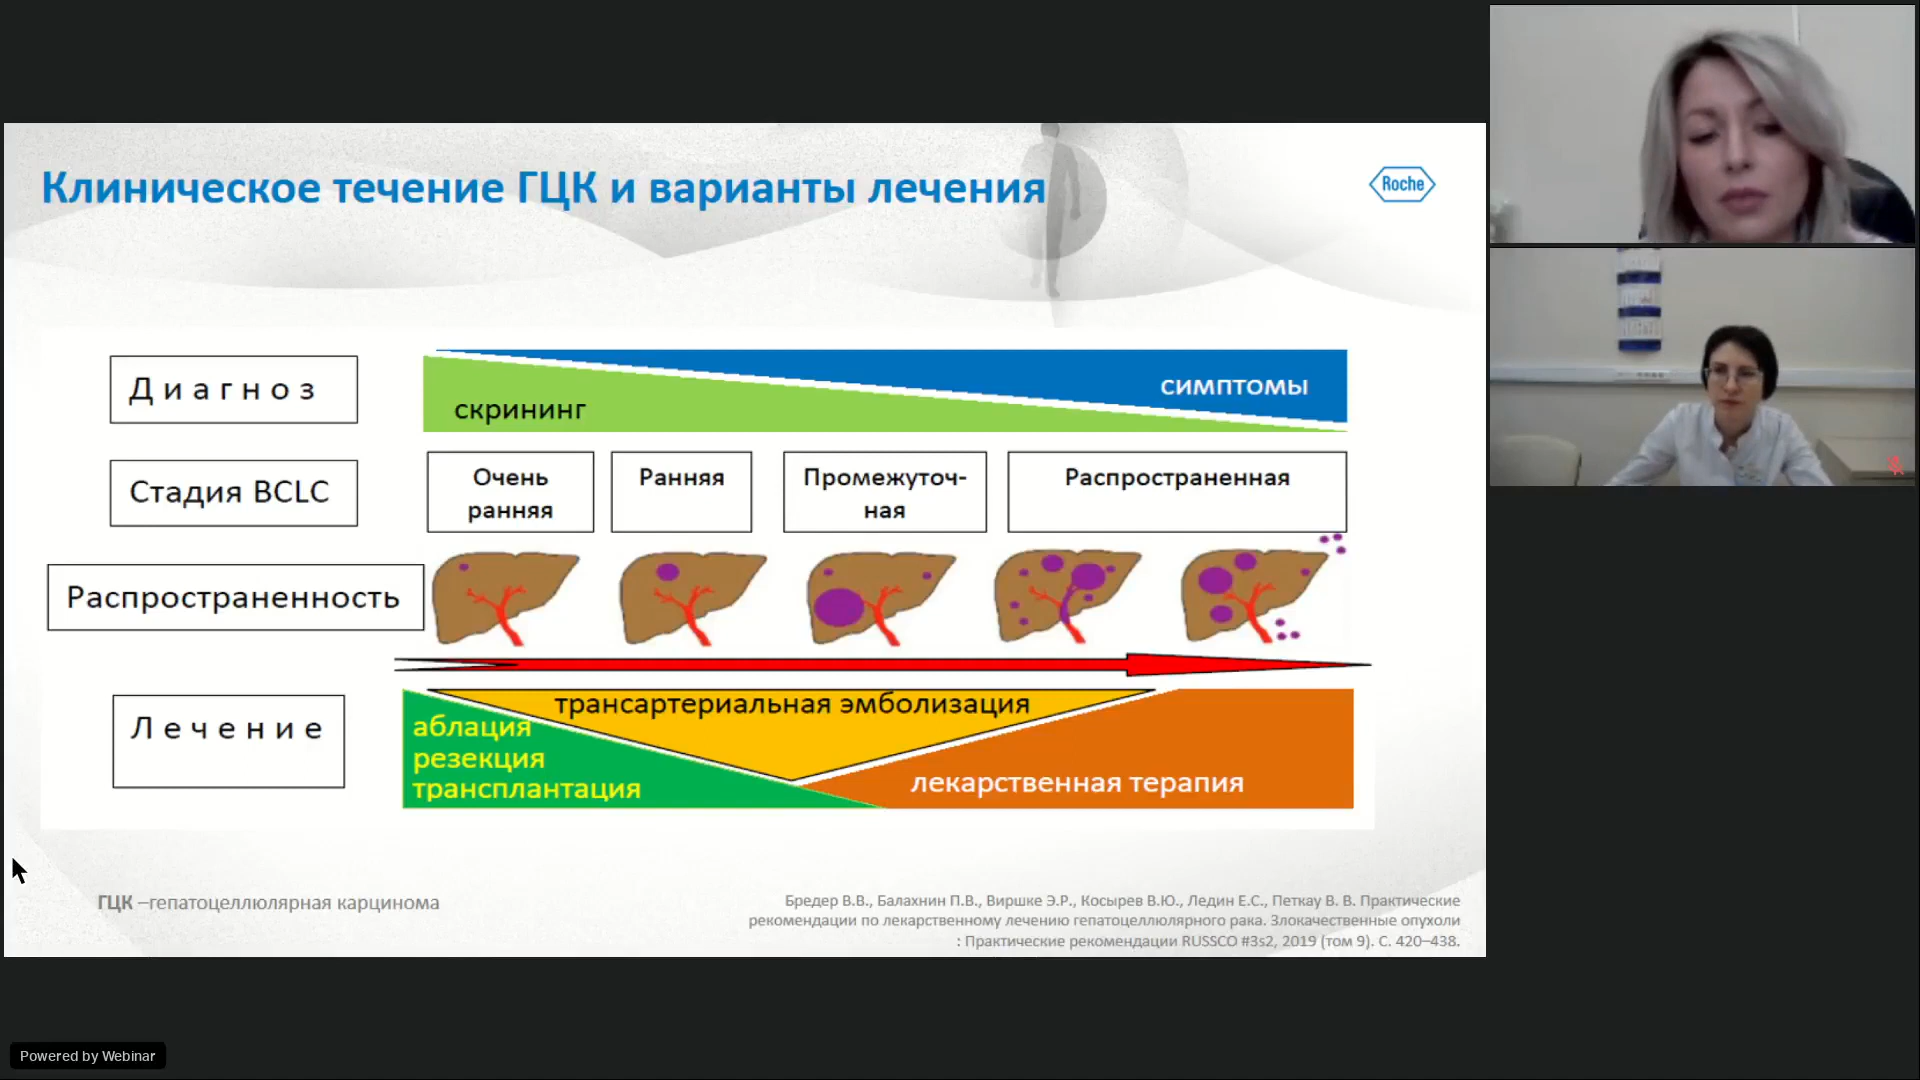 Клиническое течение ГЦК и варианты лечения
Roche
Диагноз
скрининг
симптомы
Стадия BCLC
Очень
ранняя
Ранняя
Промежуточ-
ная
Распространенная
Распространенность
Лечение
трансартериальная эмболизация
аблация
резекция
трансплантация
лекарственная терапия
ГЦК –гепатоцеллюлярная карцинома
Бредер В.В., Балахнин П.В., Виршке Э.Р., Косырев В.Ю., Ледин Е.С., Петкау В. В. Практические
рекомендации по лекарственному лечению гепатоцеллюлярного рака. Злокачественные опухоли
: Практические рекомендации RUSSCO #3s2, 2019 (том 9). С. 420–438.
Powered by Webinar